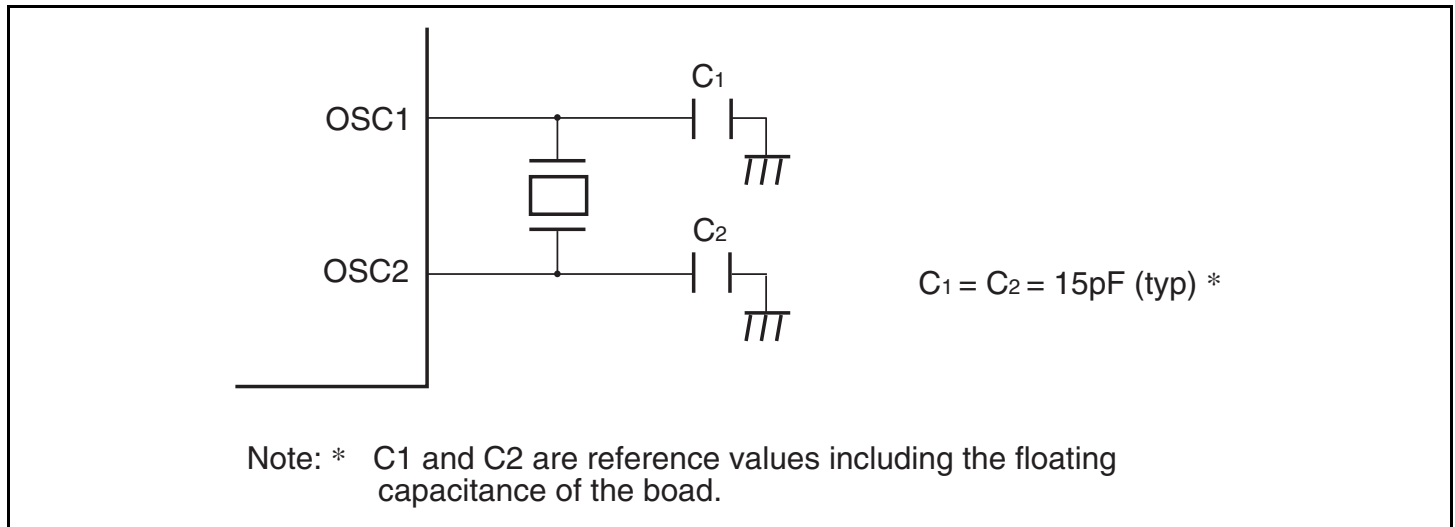 C1
OSC1
C2
OSC2
C1 = C2 = 15pF (typ) *
Note: * C1 and C2 are reference values including the floating
capacitance of the boad.